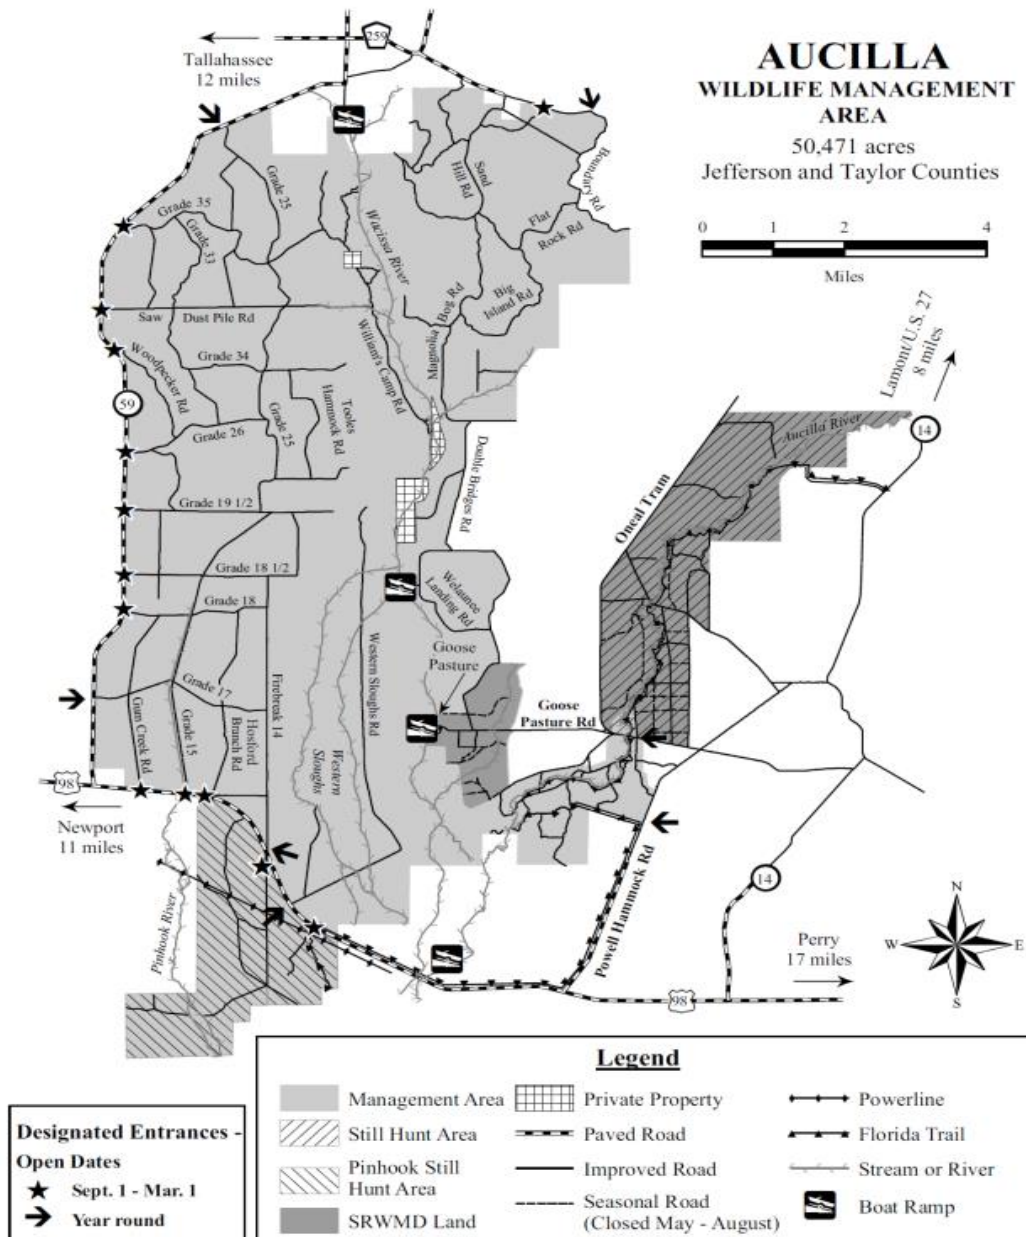 259
Tallahassee
12 miles
AUCILLA
WILDLIFE MANAGEMENT
AREA
50,471 acres
Jefferson and Taylor Counties
0 1 2 4
Miles
Boundary Rd
Sand
Hill Rd
Flat
Rock Rd
Big
Island Rd
Magnolia Bog Rd
Wacissa River
Grade 25
Grade 35
Grade 33
Saw Dust Pile Rd
William's Camp Rd
Woodpecker Rd
Grade 34
59
Tooles
Hammock Rd
Grade 25
Grade 26
Double Bridges Rd
Lamont/U.S. 27
8 miles
14
Aucilla River
Oneal Tram
Grade 19 1/2
Grade 18 1/2
Welaunee
Landing Rd
Grade 18
Goose
Pasture
Goose
Pasture Rd
Grade 17
Gum Creek Rd
Grade 15
Hosford
Branch Rd
Firebreak 14
Western Sloughs Rd
Western
Sloughs
98
Newport
11 miles
Pinhook River
Powell Hammock Rd
14
Perry
17 miles
98
N
W E
S
Designated Entrances -
Open Dates
Sept. 1 - Mar. 1
Year round
Legend
Management Area
Still Hunt Area
Pinhook Still
Hunt Area
SRWMD Land
Private Property
Paved Road
Improved Road
Seasonal Road
(Closed May - August)
Powerline
Florida Trail
Stream or River
Boat Ramp